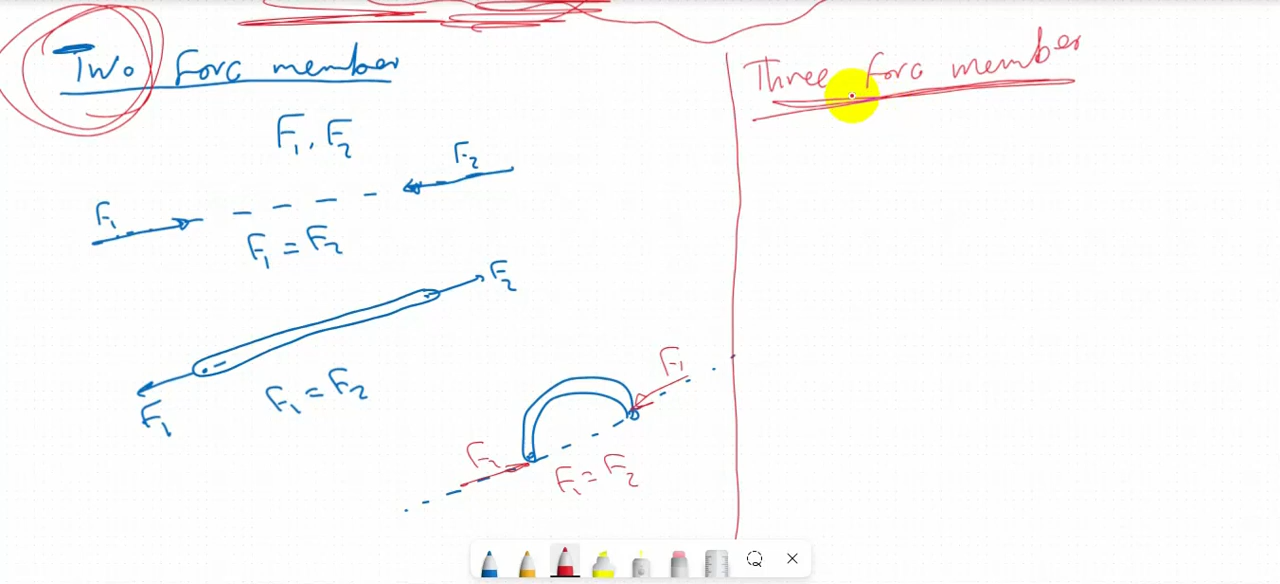 Two Forc member
F₁, F₂
F₂
F₁
F₁ = F₂
F₂
F₁
F₁ = F₂
F₁
F₂
F₁ = F₂
Three forc member